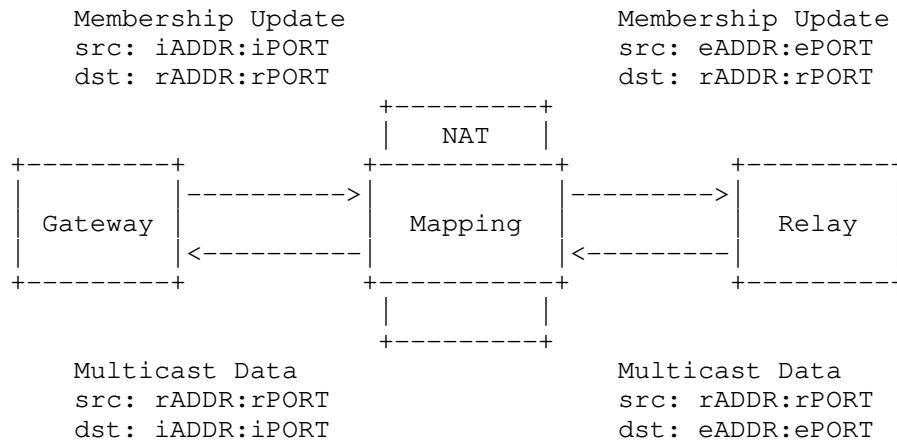 Membership Update Membership Update
src: iADDR:iPORT src: eADDR:ePORT
dst: rADDR:rPORT dst: rADDR:rPORT
NAT
Gateway Mapping Relay
Multicast Data Multicast Data
src: rADDR:rPORT src: rADDR:rPORT
dst: iADDR:iPORT dst: eADDR:ePORT